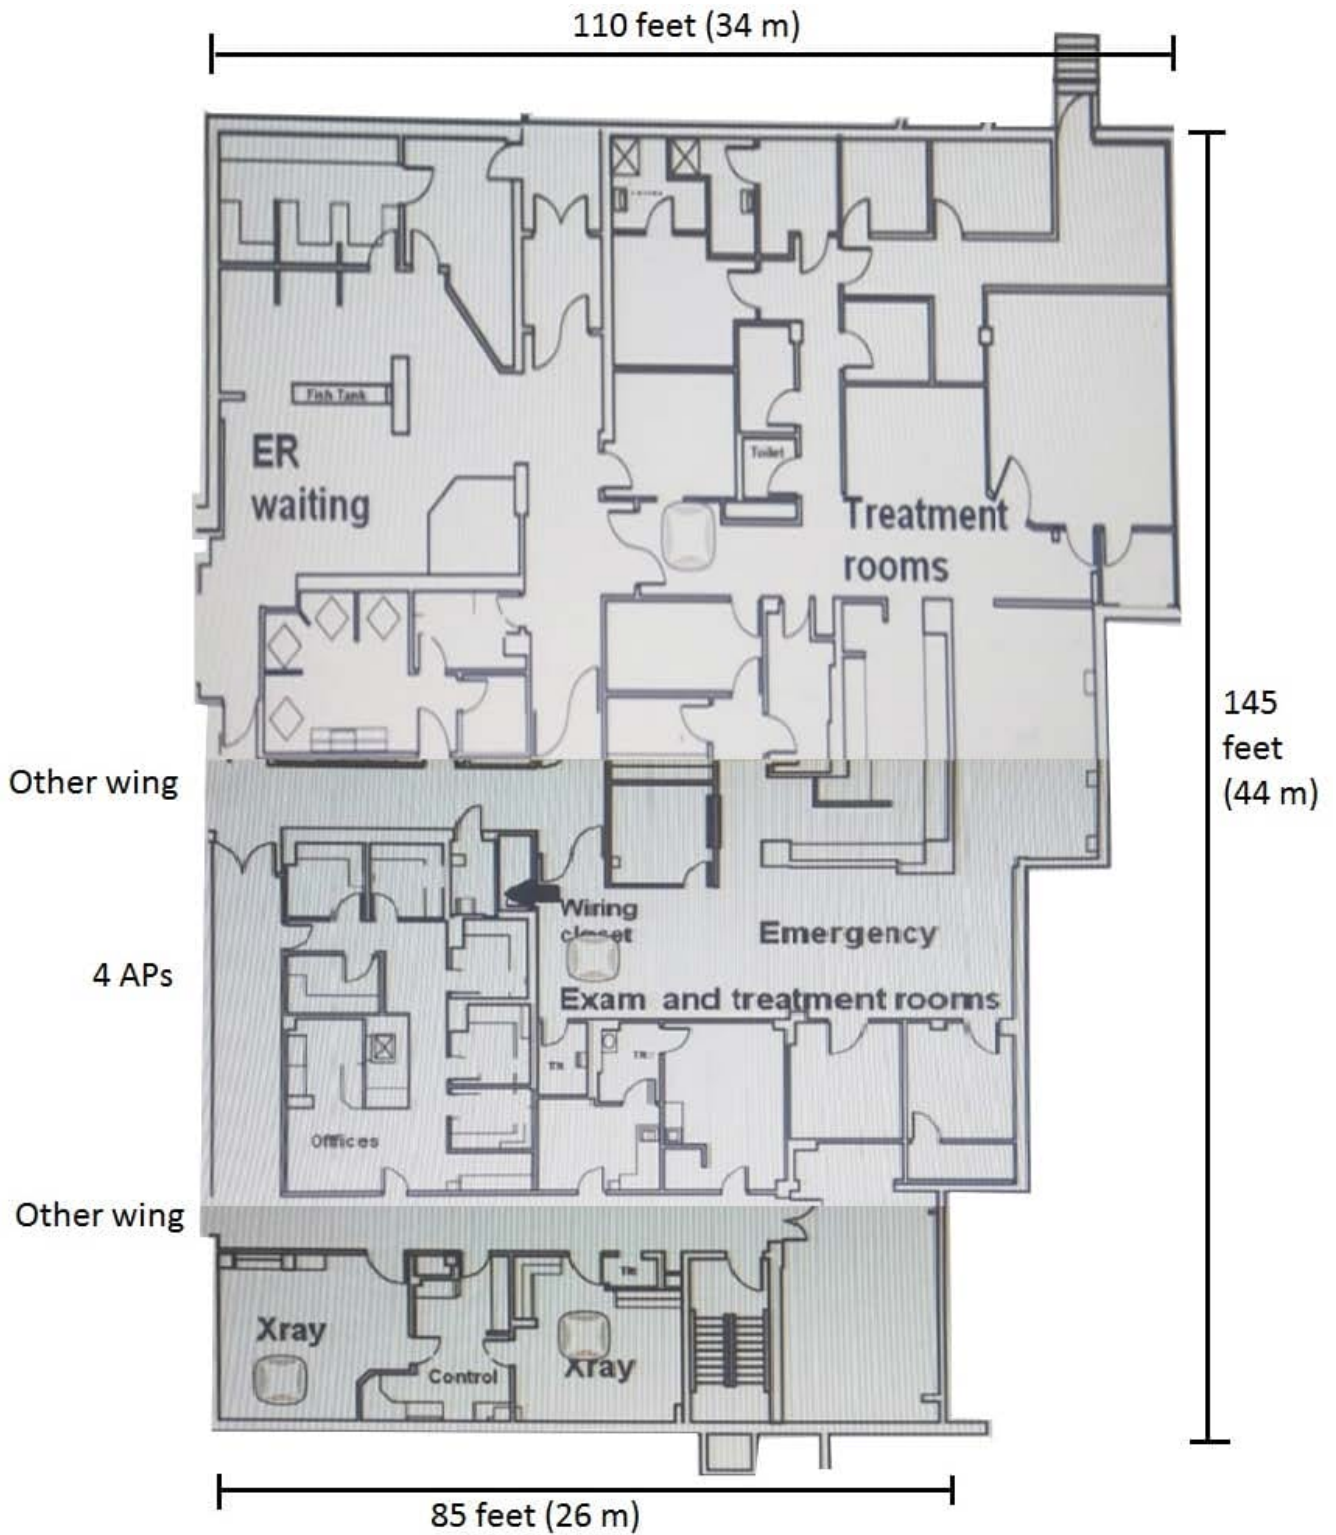 110 feet (34 m)
Fish Tank
ER
waiting
Toilet
Treatment
rooms
145
feet
(44 m)
Other wing
Wiring
closet
Emergency
4 APs
Exam and treatment rooms
TR
Offices
Other wing
Xray
Xray
Control
85 feet (26 m)